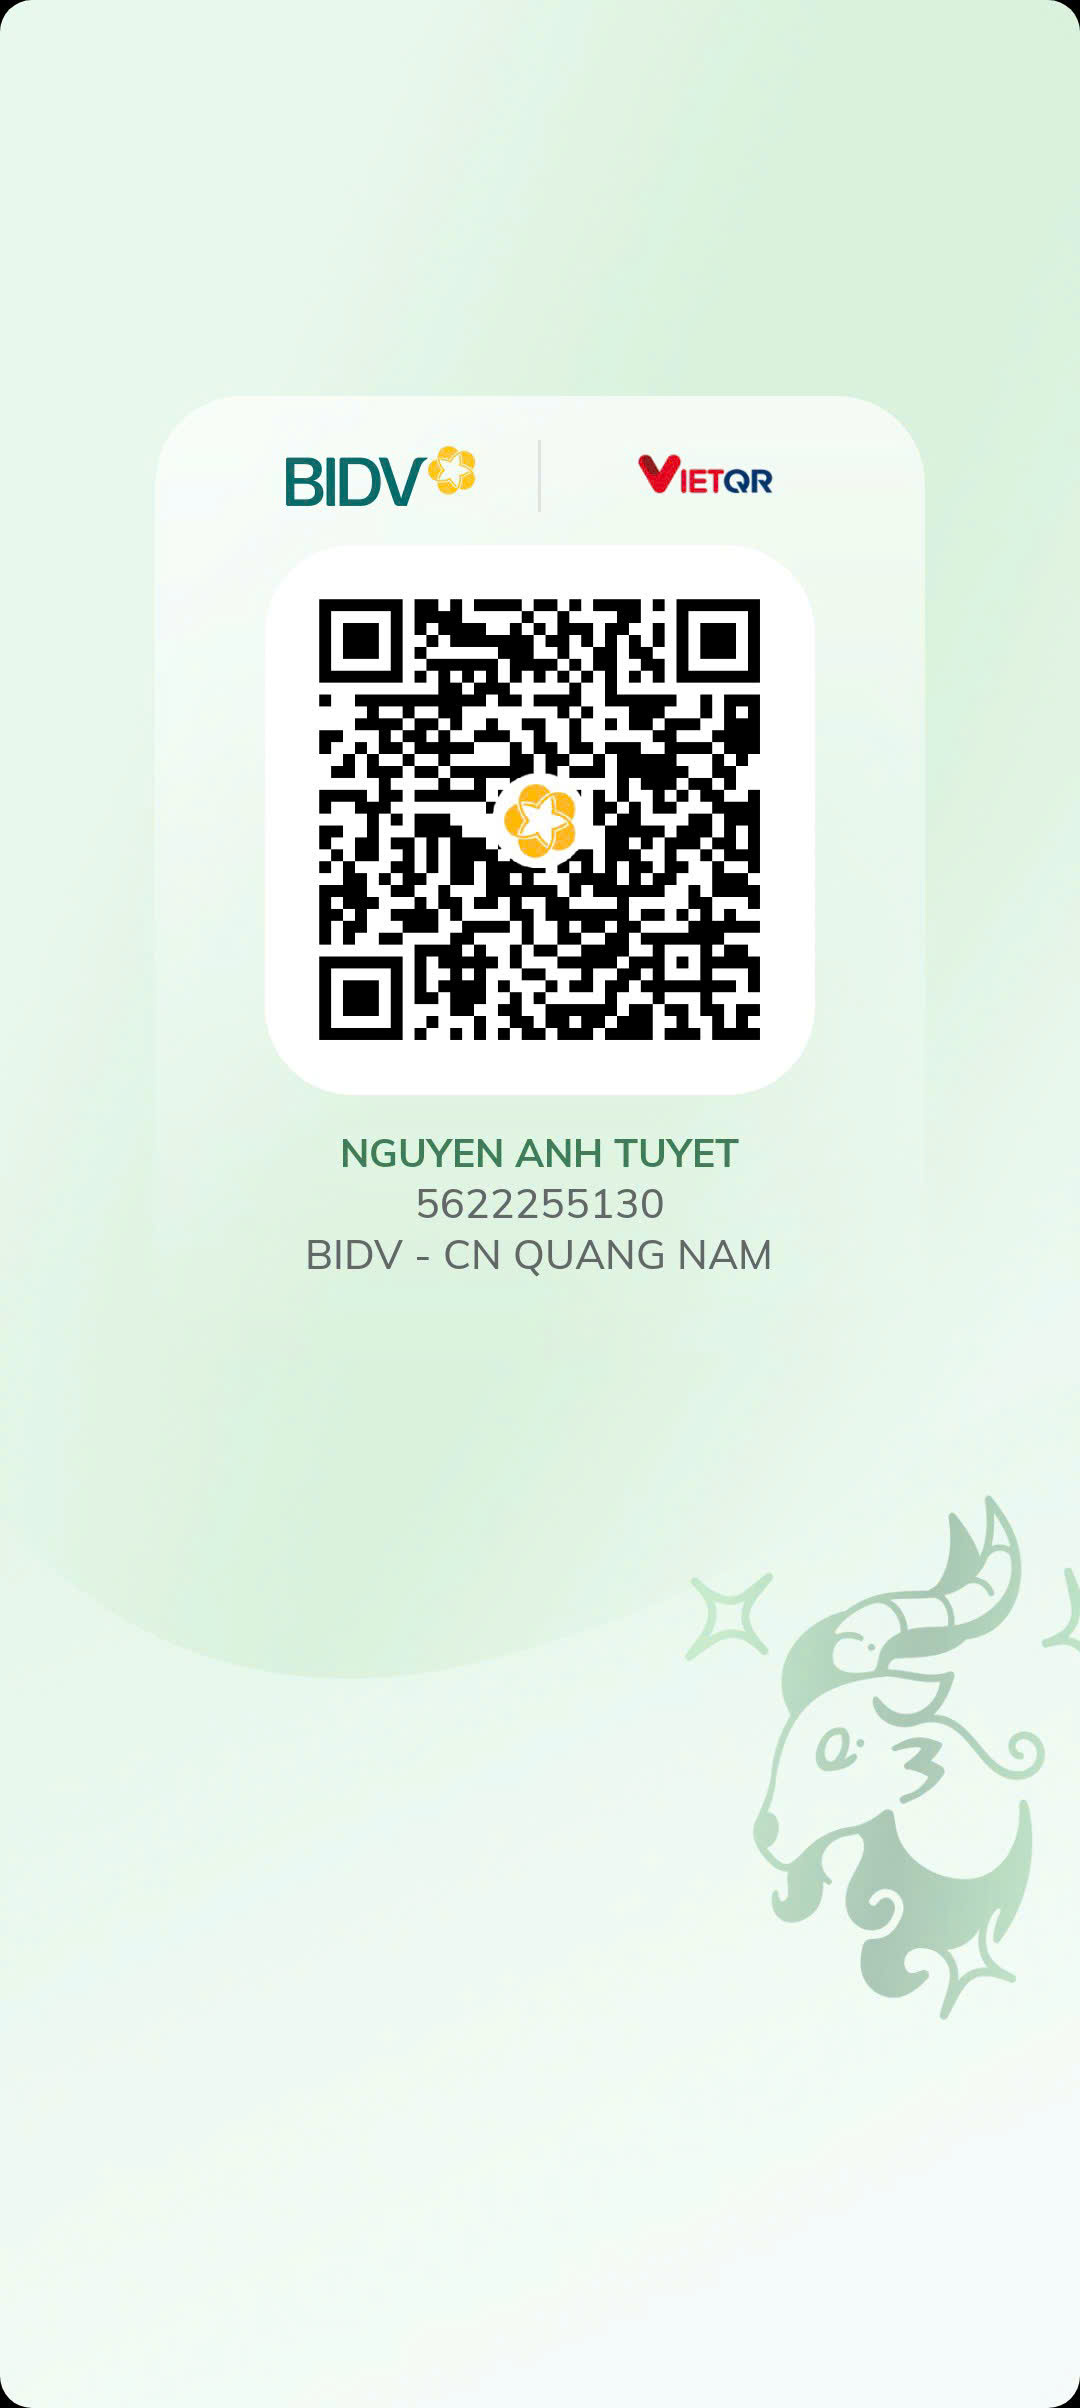 BIDV
VIETQR
NGUYEN ANH TUYET
5622255130
BIDV - CN QUANG NAM